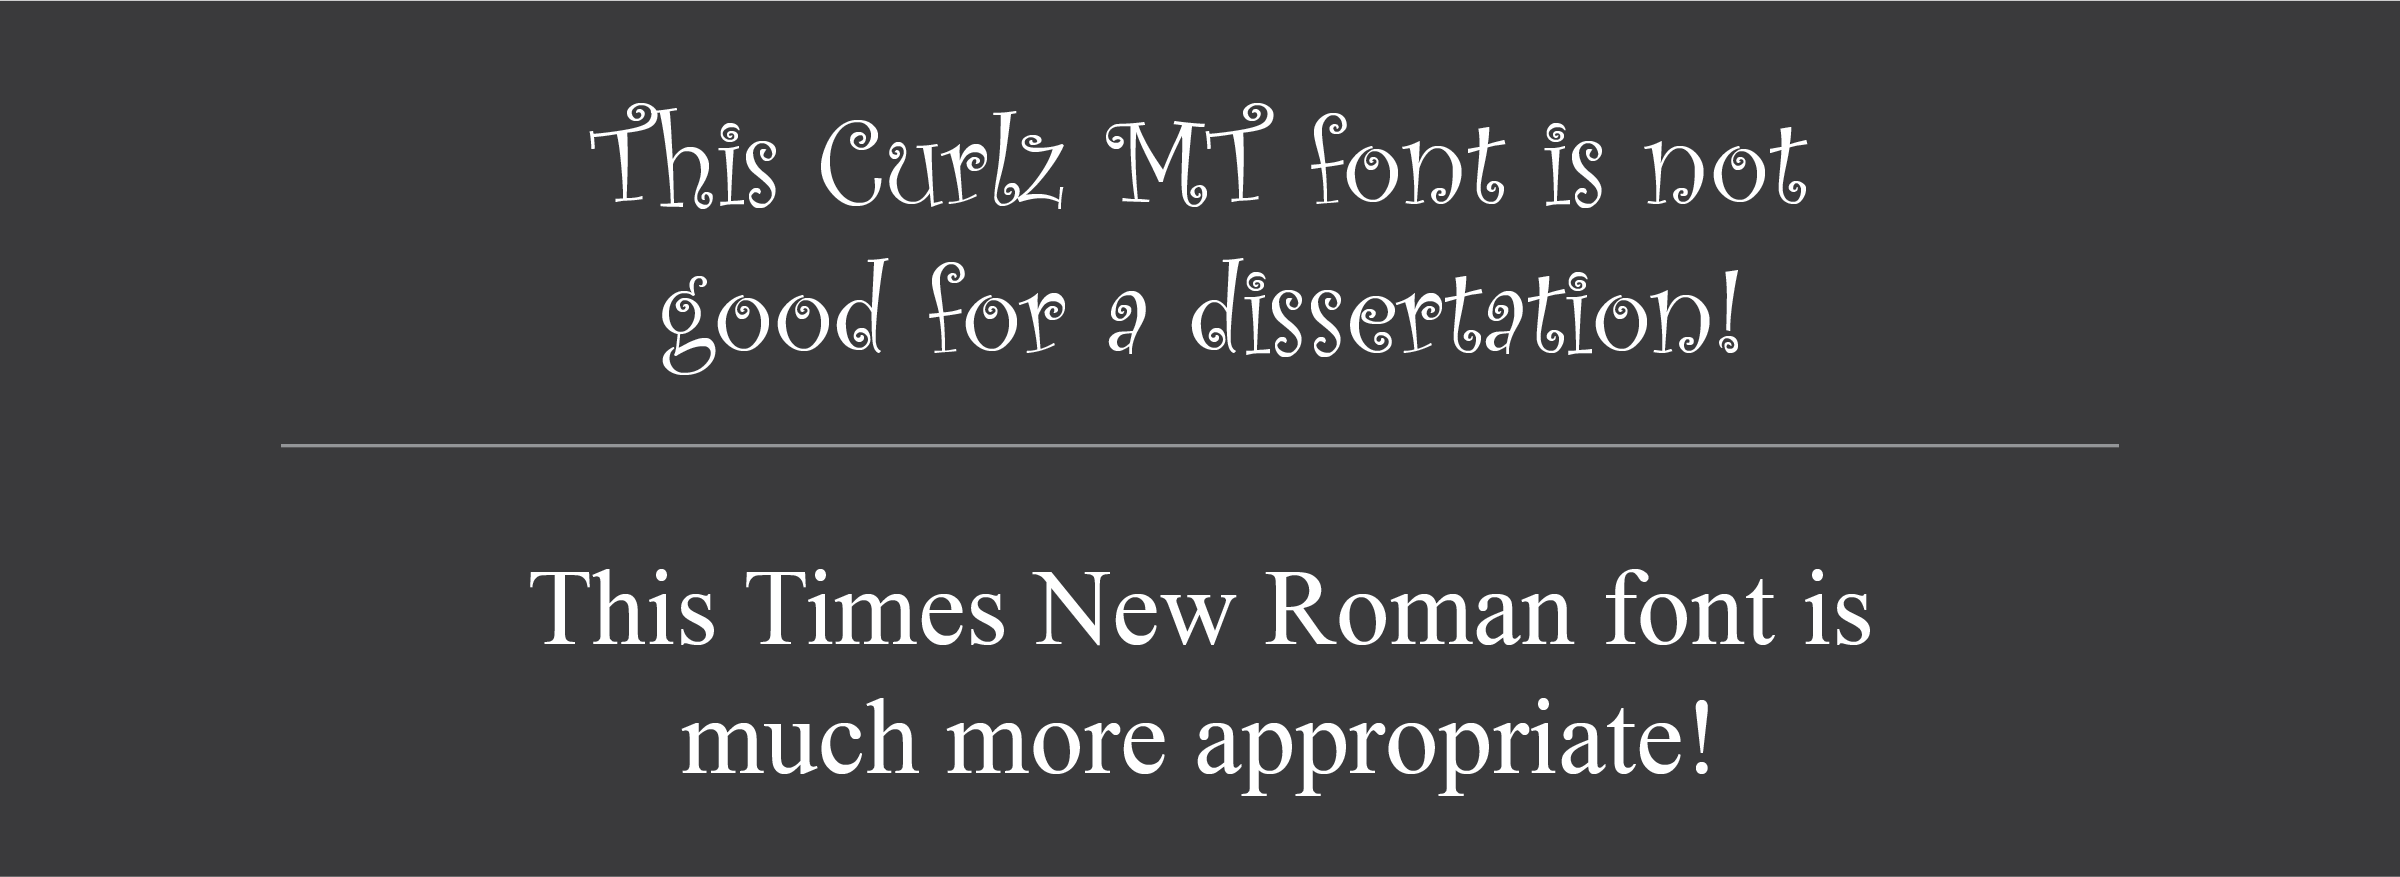 This Curlz MT font is not
good for a dissertation!
This Times New Roman font is
much more appropriate!